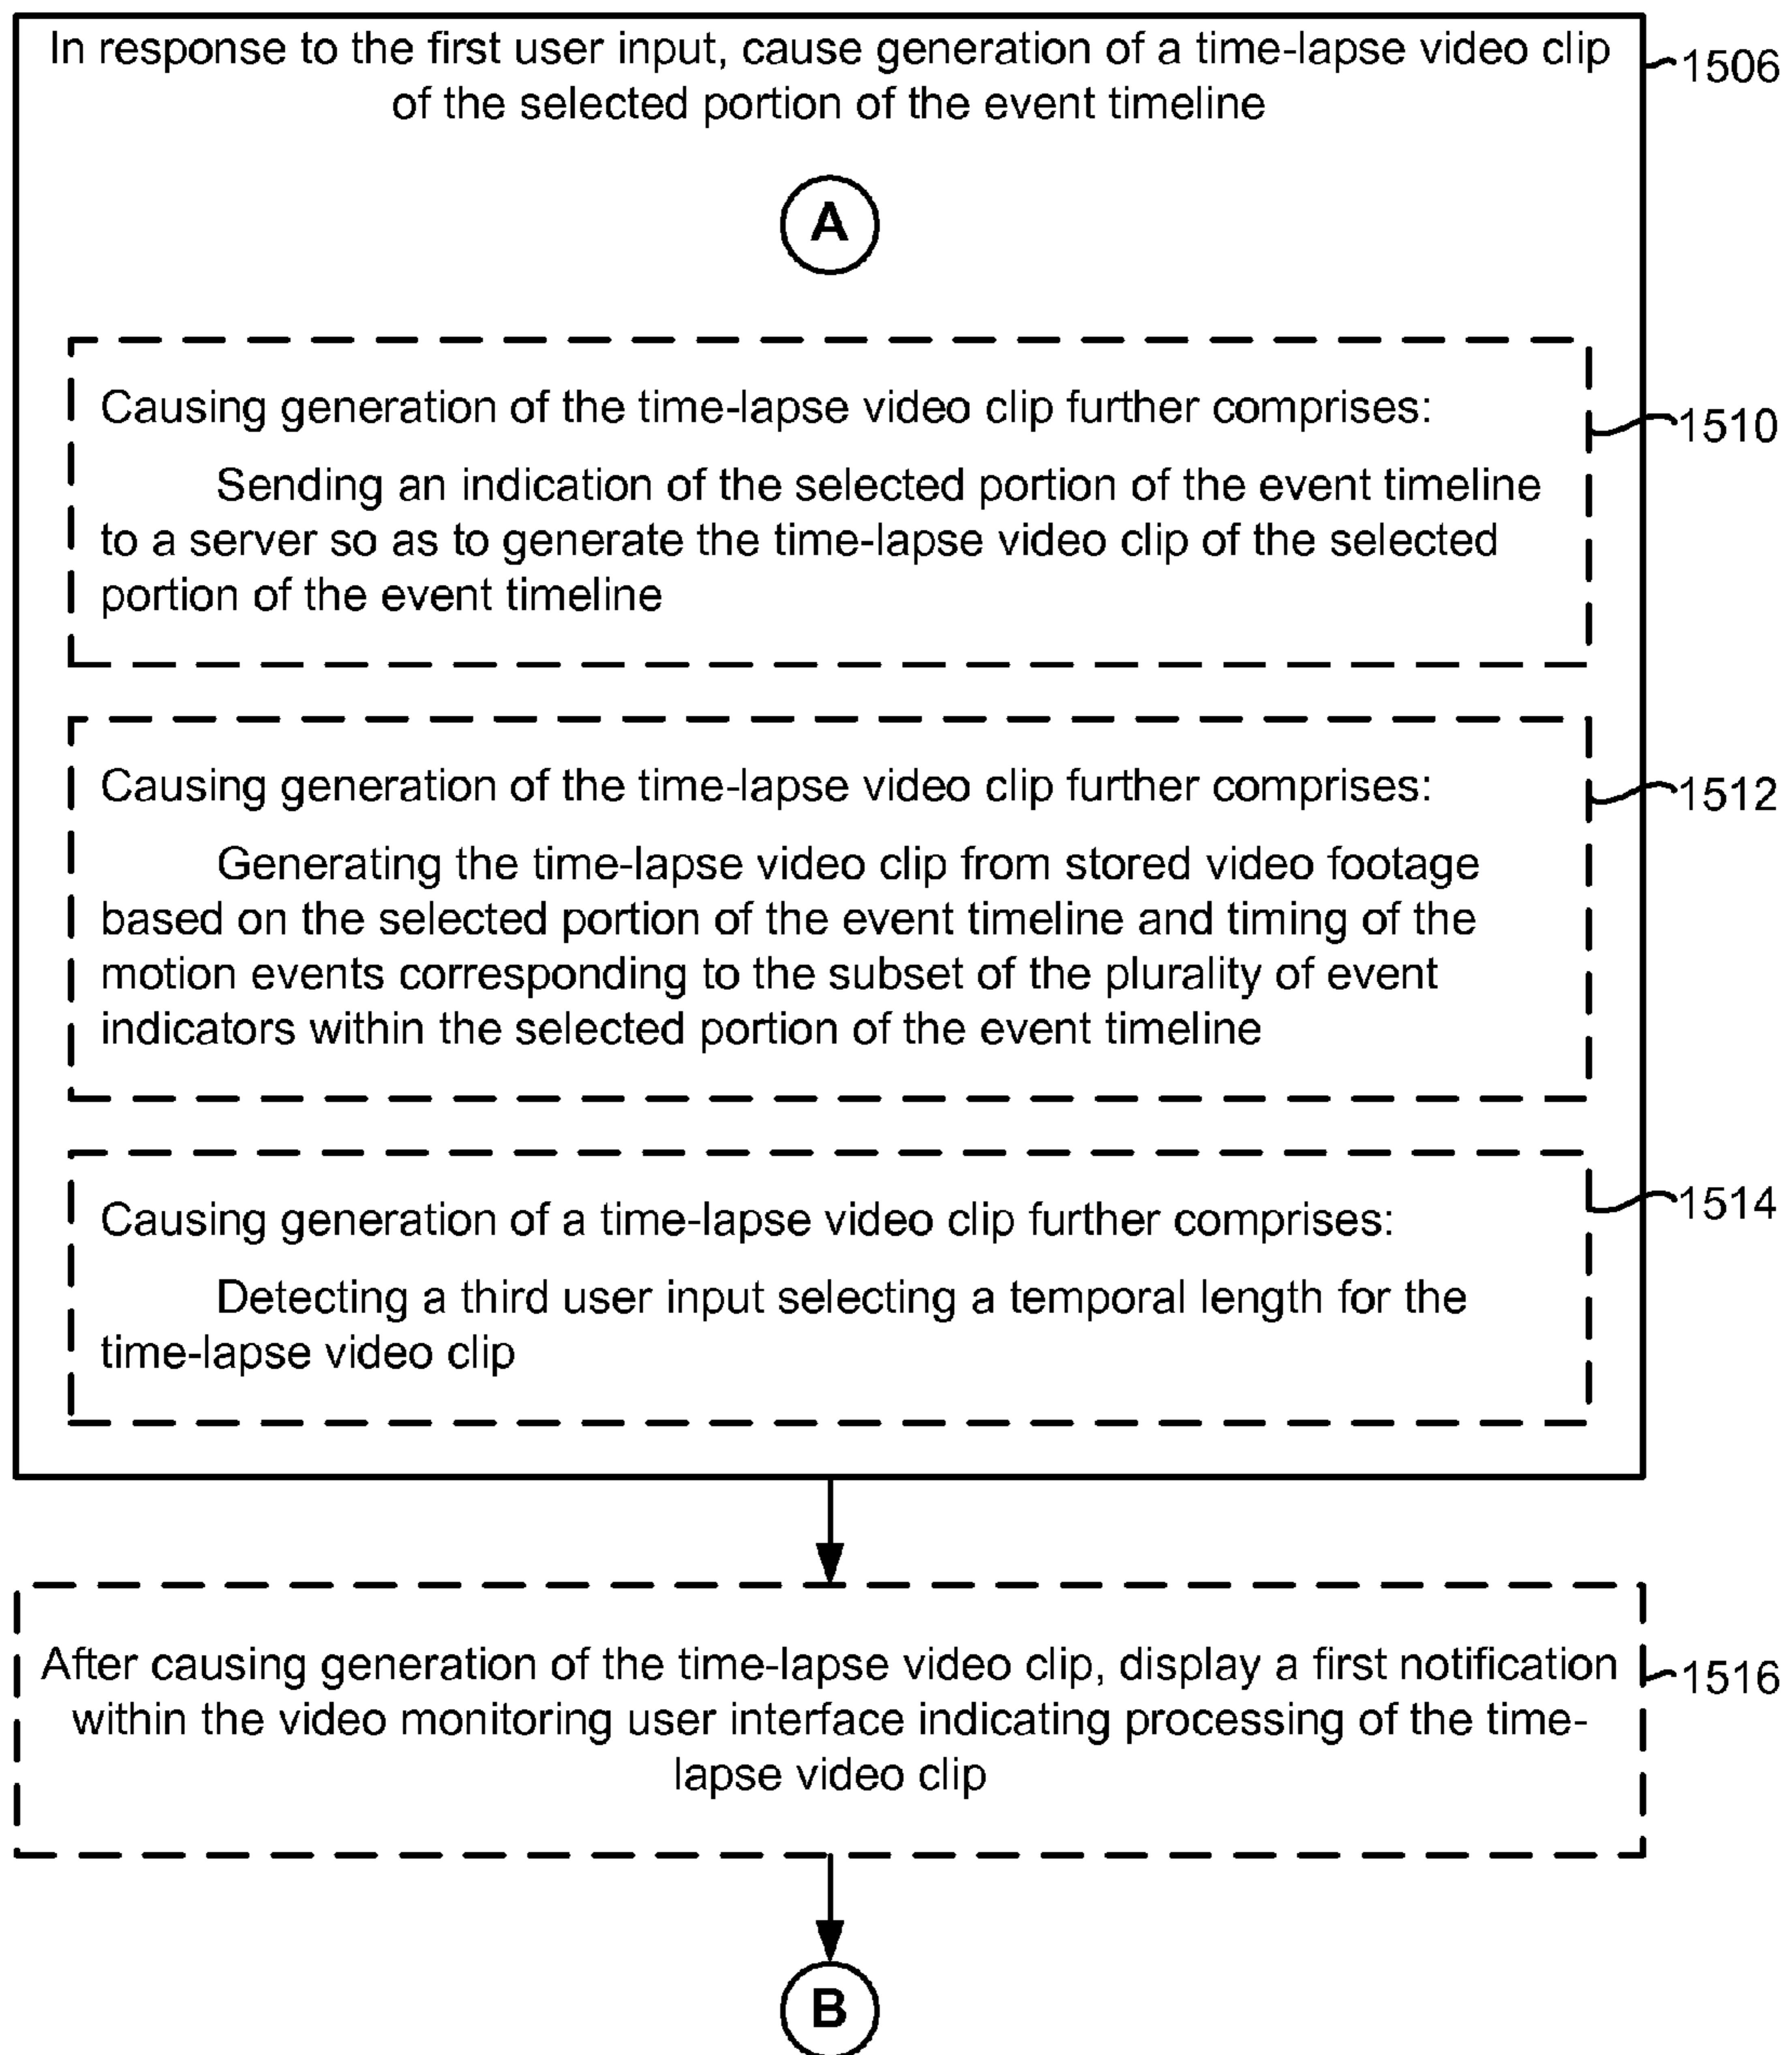 In response to the first user input, cause generation of a time-lapse video clip
of the selected portion of the event timeline
1506
A
Causing generation of the time-lapse video clip further comprises:
1510
Sending an indication of the selected portion of the event timeline
to a server so as to generate the time-lapse video clip of the selected
portion of the event timeline
Causing generation of the time-lapse video clip further comprises:
1512
Generating the time-lapse video clip from stored video footage
based on the selected portion of the event timeline and timing of the
motion events corresponding to the subset of the plurality of event
indicators within the selected portion of the event timeline
Causing generation of a time-lapse video clip further comprises:
1514
Detecting a third user input selecting a temporal length for the
time-lapse video clip
After causing generation of the time-lapse video clip, display a first notification
1516
within the video monitoring user interface indicating processing of the time-
lapse video clip
B